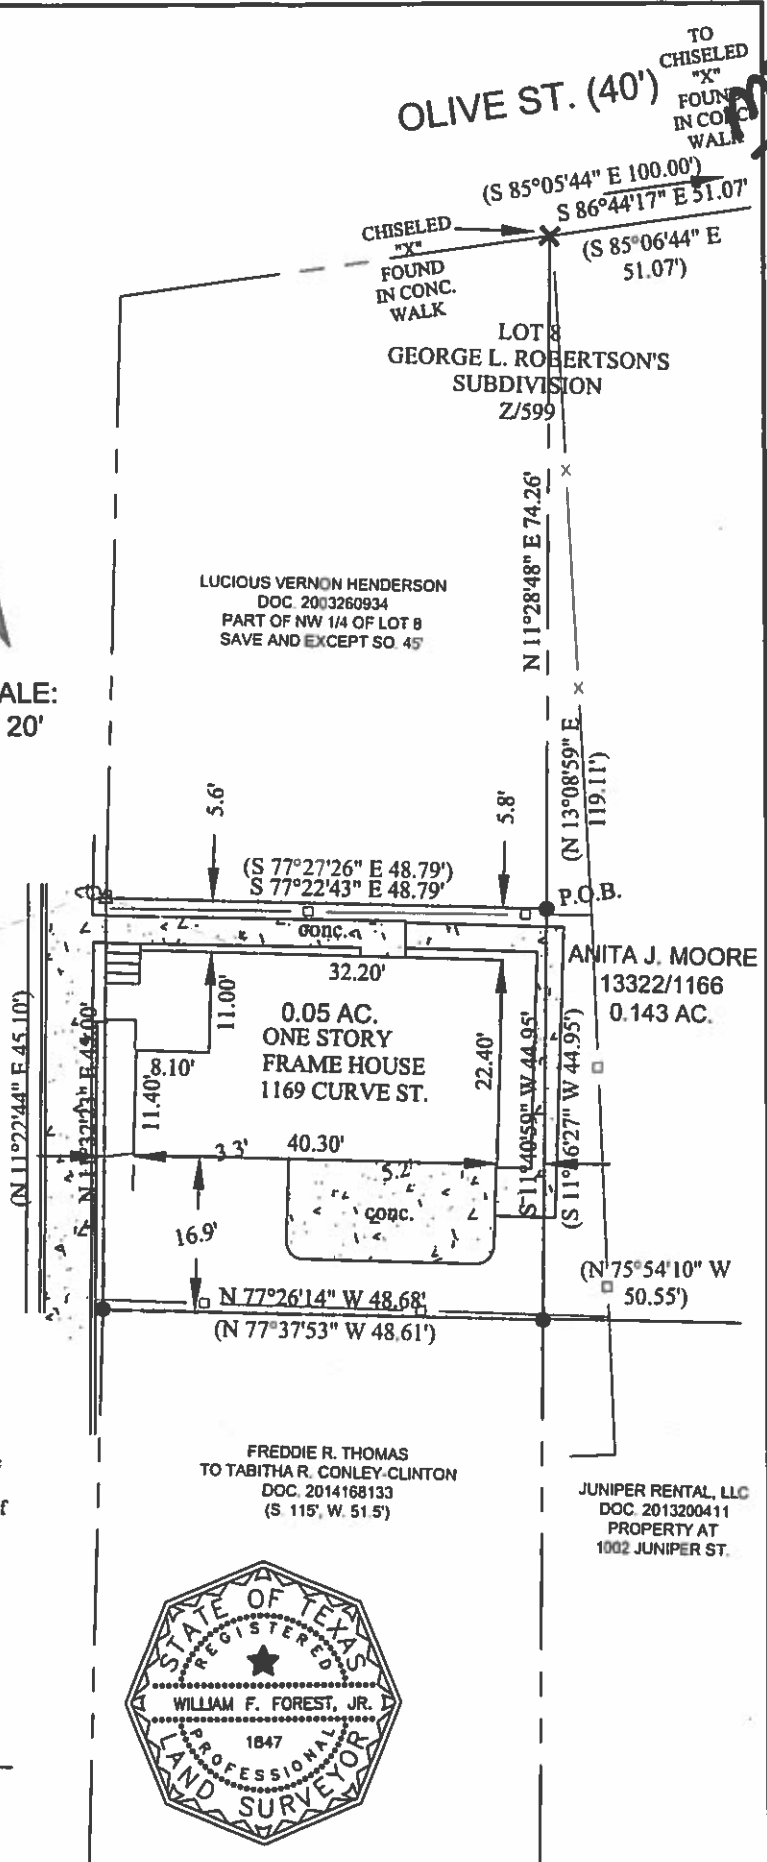 TO
CHISELED
"X"
FOUND
IN CONC
WALK
OLIVE ST. (40')
(S 85°05'44" E 100.00')
S 86°44'17" E 51.07'
(S 85°06'44" E
51.07')
CHISELED
"X"
FOUND
IN CONC.
WALK
LOT 8
GEORGE L. ROBERTSON'S
SUBDIVISION
Z/599
N 11°28'48" E 74.26'
LUCIOUS VERNON HENDERSON
DOC. 2003260934
PART OF NW 1/4 OF LOT 8
SAVE AND EXCEPT SO. 45'
ALE:
20'
(N 13°08'59" E
119.11')
5.6'
5.8'
(S 77°27'26" E 48.79')
S 77°22'43" E 48.79'
P.O.B.
conc.
ANITA J. MOORE
13322/1166
0.143 AC.
32.20'
11.00'
0.05 AC.
ONE STORY
FRAME HOUSE
1169 CURVE ST.
8.10'
11.40'
22.40'
(N 11°22'44" E 45.10')
S 11°40'59" W 44.95'
(S 11°16'27" W 44.95')
3.3'
40.30'
5.2'
conc.
16.9'
(N 75°54'10" W
50.55')
N 77°26'14" W 48.68'
(N 77°37'53" W 48.61')
FREDDIE R. THOMAS
TO TABITHA R. CONLEY-CLINTON
DOC. 2014168133
(S. 115', W. 51.5')
JUNIPER RENTAL, LLC
DOC. 2013200411
PROPERTY AT
1002 JUNIPER ST.
f
STATE OF TEXAS
REGISTERED
WILLIAM F. FOREST, JR.
1847
PROFESSIONAL
LAND SURVEYOR